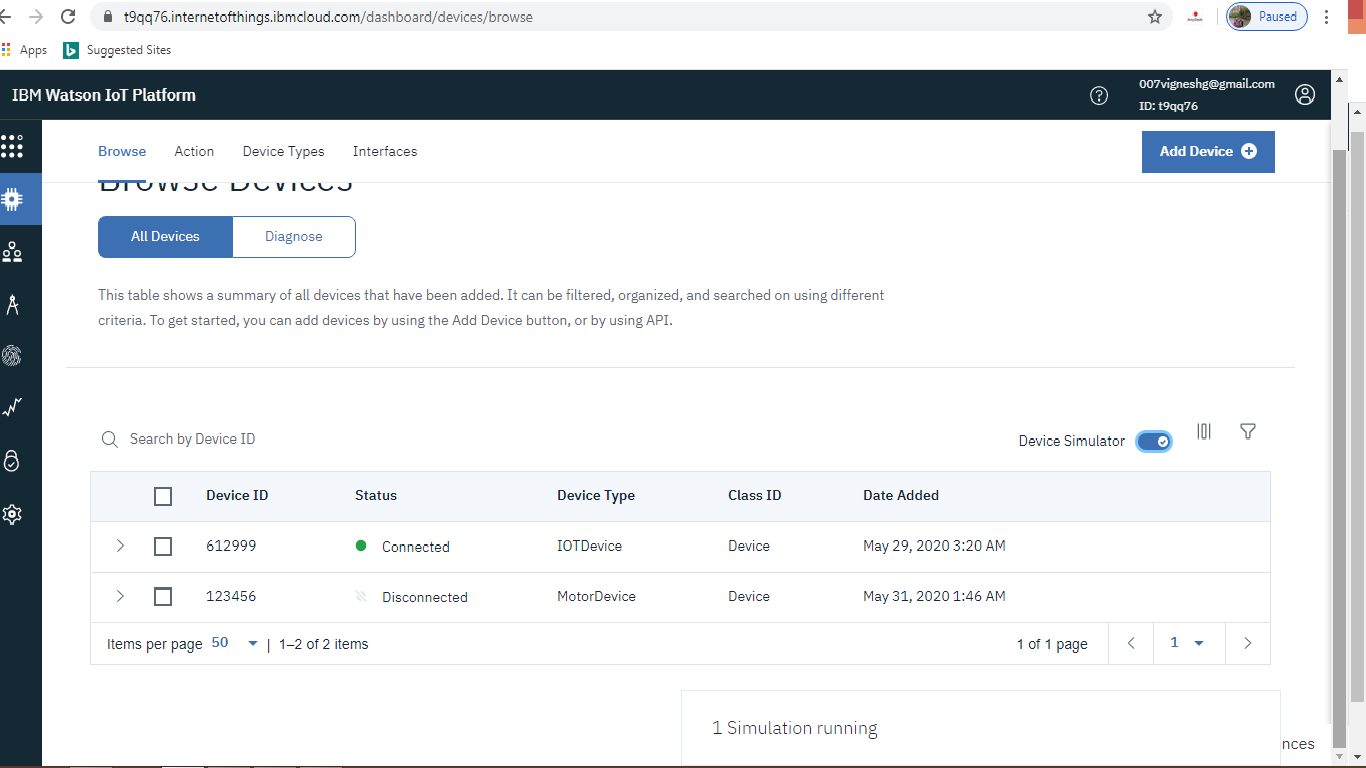 t9qq76.internetofthings.ibmcloud.com/dashboard/devices/browse
Paused
Apps
Suggested Sites
IBM Watson IoT Platform
007vigneshg@gmail.com
ID: t9qq76
Browse Action Device Types Interfaces
Add Device
Browse Devices
All Devices Diagnose
This table shows a summary of all devices that have been added. It can be filtered, organized, and searched on using different
criteria. To get started, you can add devices by using the Add Device button, or by using API.
Search by Device ID
Device Simulator
Device ID Status Device Type Class ID Date Added
612999 Connected IOTDevice Device May 29, 2020 3:20 AM
123456 Disconnected MotorDevice Device May 31, 2020 1:46 AM
Items per page 50 | 1–2 of 2 items 1 of 1 page 1
1 Simulation running
nces